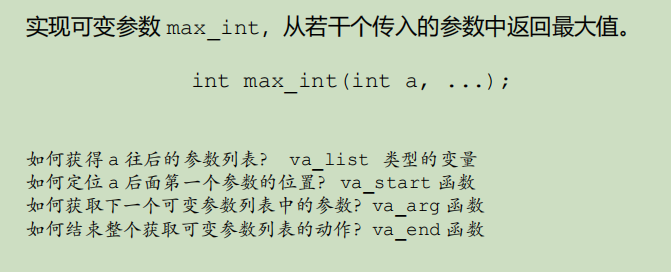 实现可变参数 max_int，从若干个传入的参数中返回最大值。
int max_int(int a, ...);
如何获得 a 往后的参数列表? va_list 类型的变量
如何定位 a 后面第一个参数的位置? va_start 函数
如何获取下一个可变参数列表中的参数? va_arg 函数
如何结束整个获取可变参数列表的动作? va_end 函数